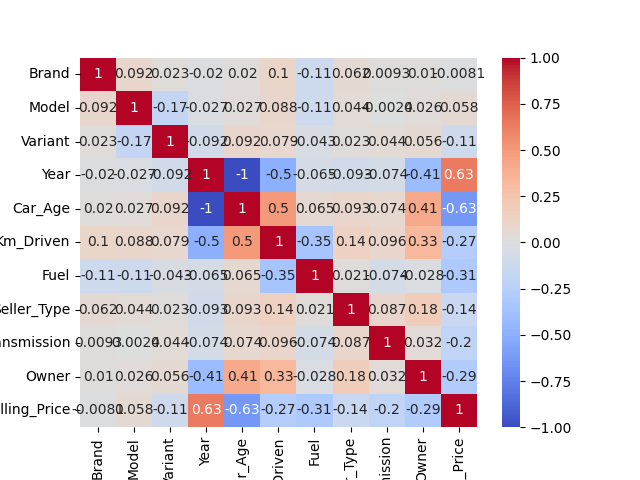 Brand 1 0.092 0.023 -0.02 0.02 0.1 -0.11 0.062 0.0093 0.01 -0.0081
Model 0.092 1 -0.17 -0.027 0.027 0.088 -0.11 0.044 0.0024 0.026 0.058
Variant 0.023 -0.17 1 -0.092 0.092 0.079 -0.043 0.023 0.044 0.056 -0.11
Year -0.02 -0.027 -0.092 1 -1 -0.5 -0.065 -0.093 -0.074 -0.41 0.63
Car_Age 0.02 0.027 0.092 -1 1 0.5 0.065 0.093 0.074 0.41 -0.63
Km_Driven 0.1 0.088 0.079 -0.5 0.5 1 -0.35 0.14 0.096 0.33 -0.27
Fuel -0.11 -0.11 -0.043 -0.065 0.065 -0.35 1 0.021 -0.074 -0.028 -0.31
eller_Type 0.062 0.044 0.023 -0.093 0.093 0.14 0.021 1 0.087 0.18 -0.14
nsmission 0.0093 0.0024 0.044 -0.074 0.074 0.096 -0.074 0.087 1 0.032 -0.2
Owner 0.01 0.026 0.056 -0.41 0.41 0.33 -0.028 0.18 0.032 1 -0.29
lling_Price -0.0081 0.058 -0.11 0.63 -0.63 -0.27 -0.31 -0.14 -0.2 -0.29 1
Brand
Model
ariant
Year
r_Age
Driven
Fuel
r_Type
nission
Owner
_Price
1.00
0.75
0.50
0.25
0.00
−0.25
−0.50
−0.75
−1.00